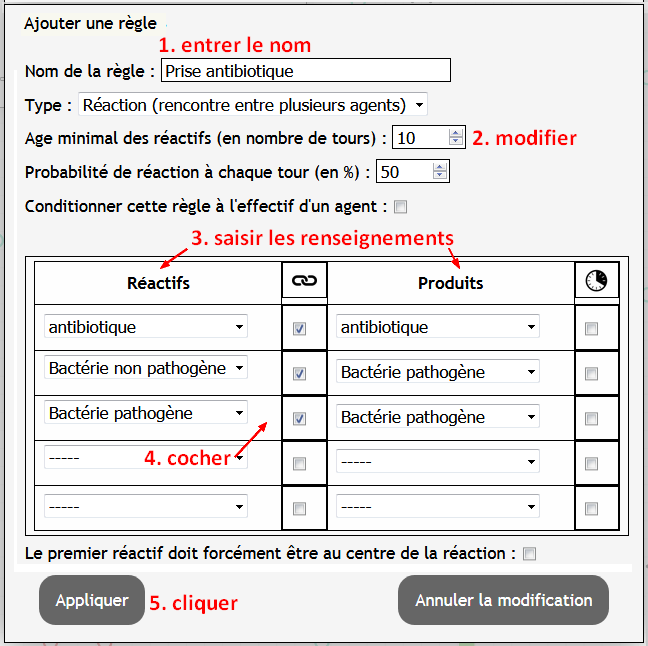 Ajouter une règle
1. entrer le nom
Nom de la règle : Prise antibiotique
Type : Réaction (rencontre entre plusieurs agents)
Age minimal des réactifs (en nombre de tours) : 10 2. modifier
Probabilité de réaction à chaque tour (en %) : 50
Conditionner cette règle à l'effectif d'un agent :
3. saisir les renseignements
Réactifs Produits
antibiotique antibiotique
Bactérie non pathogène Bactérie pathogène
Bactérie pathogène Bactérie pathogène
4. cocher
----- -----
----- -----
Le premier réactif doit forcément être au centre de la réaction :
Appliquer 5. cliquer Annuler la modification